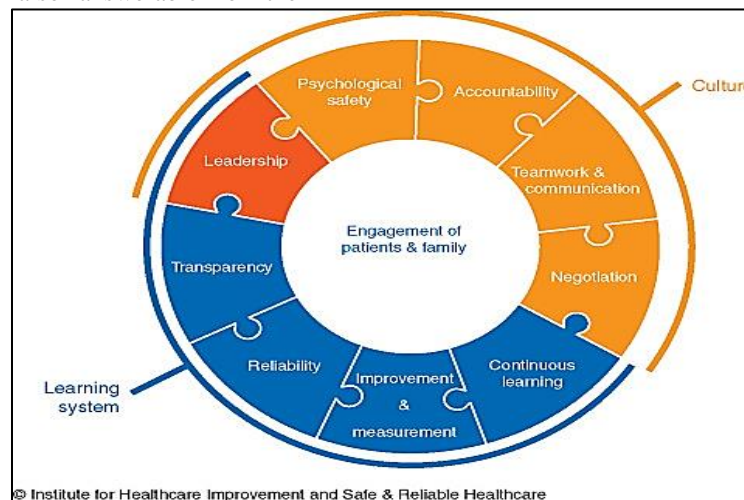 Psychological
safety
Accountability
Culture
Leadership
Teamwork &
communication
Engagement of
patients & family
Transparency
Negotiation
Reliability
Improvement
&
measurement
Continuous
learning
Learning
system
© Institute for Healthcare Improvement and Safe & Reliable Healthcare